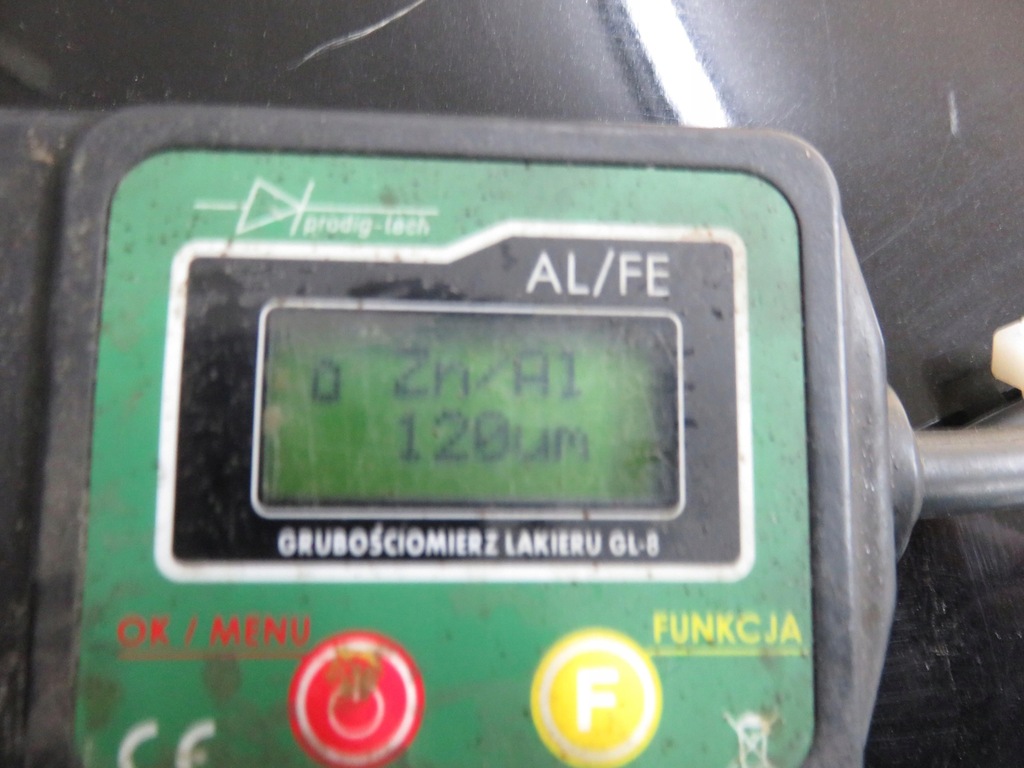 prodig-tech
AL/FE
D Zn/Al
120um
GRUBOŚCIOMIERZ LAKIERU GL-8
OK / MENU
FUNKCJA
F
CE